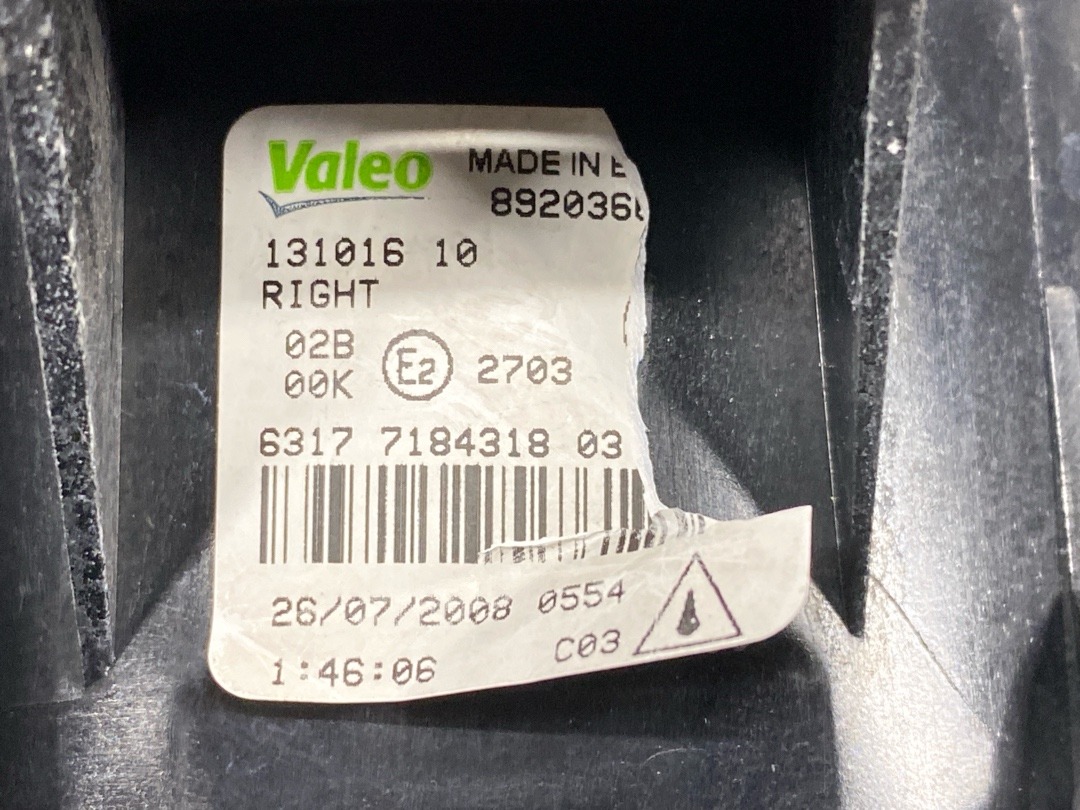 Valeo MADE IN E
892036
131016 10
RIGHT
02B
00K E2 2703
6317 7184318 03
26/07/2008 0554
C03
1:46:06